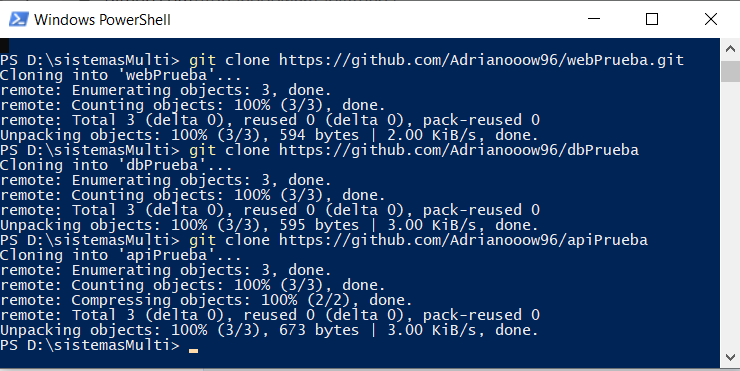 Windows PowerShell
PS D:\sistemasMulti> git clone https://github.com/Adrianooow96/webPrueba.git
Cloning into 'webPrueba'...
remote: Enumerating objects: 3, done.
remote: Counting objects: 100% (3/3), done.
remote: Total 3 (delta 0), reused 0 (delta 0), pack-reused 0
Unpacking objects: 100% (3/3), 594 bytes | 2.00 KiB/s, done.
PS D:\sistemasMulti> git clone https://github.com/Adrianooow96/dbPrueba
Cloning into 'dbPrueba'...
remote: Enumerating objects: 3, done.
remote: Counting objects: 100% (3/3), done.
remote: Total 3 (delta 0), reused 0 (delta 0), pack-reused 0
Unpacking objects: 100% (3/3), 595 bytes | 3.00 KiB/s, done.
PS D:\sistemasMulti> git clone https://github.com/Adrianooow96/apiPrueba
Cloning into 'apiPrueba'...
remote: Enumerating objects: 3, done.
remote: Counting objects: 100% (3/3), done.
remote: Compressing objects: 100% (2/2), done.
remote: Total 3 (delta 0), reused 0 (delta 0), pack-reused 0
Unpacking objects: 100% (3/3), 673 bytes | 3.00 KiB/s, done.
PS D:\sistemasMulti>